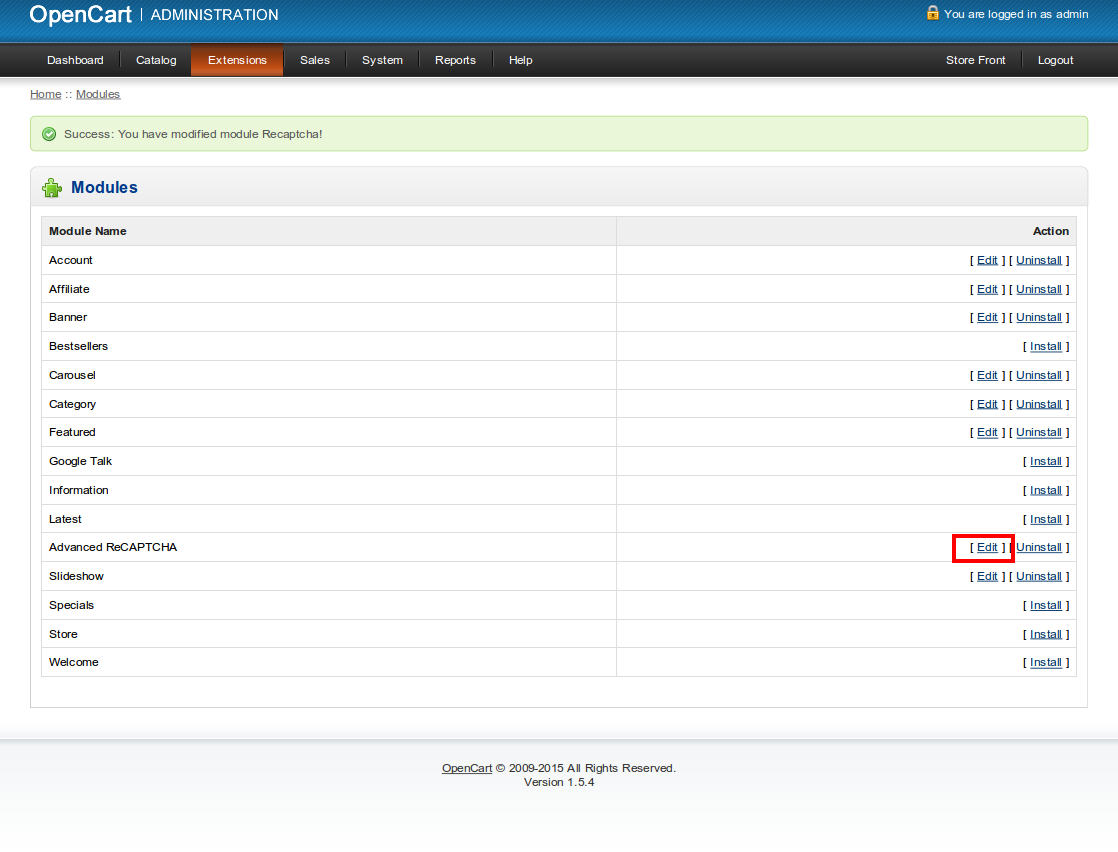 OpenCart | ADMINISTRATION You are logged in as admin
Dashboard Catalog Extensions Sales System Reports Help Store Front Logout
Home :: Modules
Success: You have modified module Recaptcha!
Modules
Module Name Action
Account [ Edit ] [ Uninstall ]
Affiliate [ Edit ] [ Uninstall ]
Banner [ Edit ] [ Uninstall ]
Bestsellers [ Install ]
Carousel [ Edit ] [ Uninstall ]
Category [ Edit ] [ Uninstall ]
Featured [ Edit ] [ Uninstall ]
Google Talk [ Install ]
Information [ Install ]
Latest [ Install ]
Advanced ReCAPTCHA [ Edit ] [ Uninstall ]
Slideshow [ Edit ] [ Uninstall ]
Specials [ Install ]
Store [ Install ]
Welcome [ Install ]
OpenCart © 2009-2015 All Rights Reserved.
Version 1.5.4